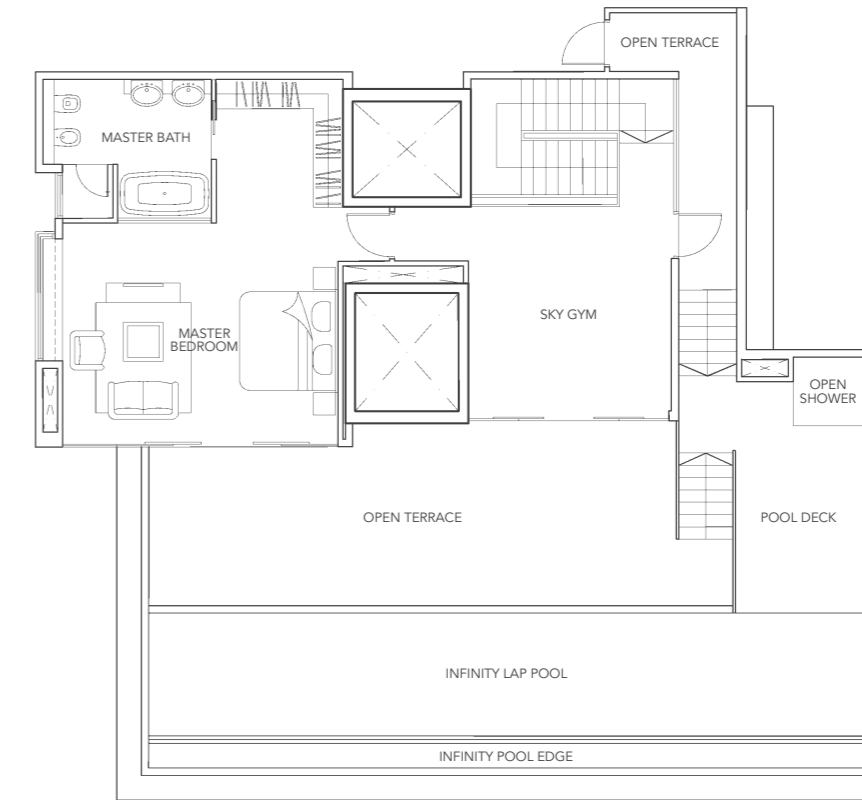 OPEN TERRACE
MASTER BATH
SKY GYM
MASTER
BEDROOM
OPEN
SHOWER
OPEN TERRACE
POOL DECK
INFINITY LAP POOL
INFINITY POOL EDGE